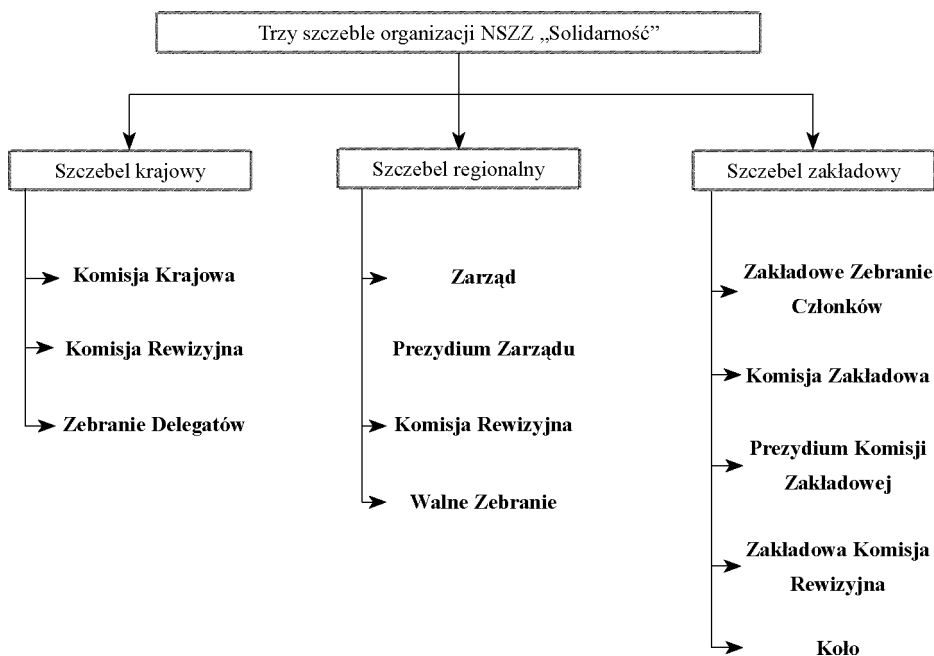 Trzy szczeble organizacji NSZZ „Solidarność”
Szczebel krajowy
Komisja Krajowa
Komisja Rewizyjna
Zebranie Delegatów
Szczebel regionalny
Zarząd
Prezydium Zarządu
Komisja Rewizyjna
Walne Zebranie
Szczebel zakładowy
Zakładowe Zebranie
Członków
Komisja Zakładowa
Prezydium Komisji
Zakładowej
Zakładowa Komisja
Rewizyjna
Koło